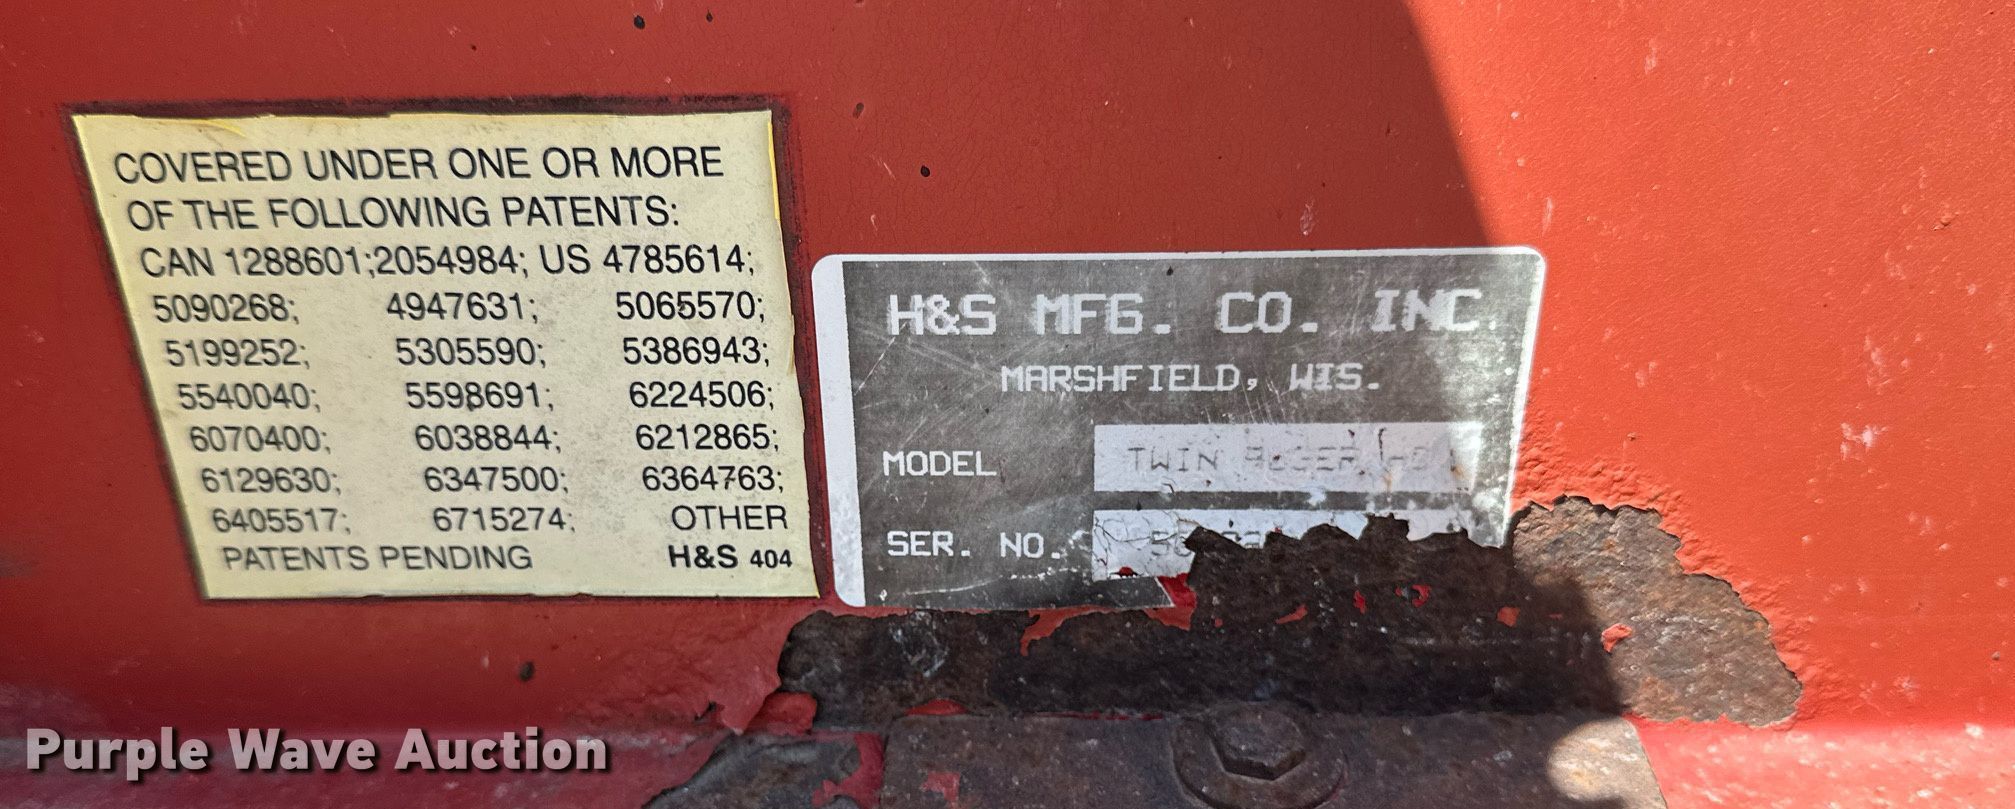 COVERED UNDER ONE OR MORE
OF THE FOLLOWING PATENTS:
CAN 1288601;2054984; US 4785614;
5090268; 4947631; 5065570;
5199252; 5305590; 5386943;
5540040; 5598691; 6224506;
6070400; 6038844; 6212865;
6129630; 6347500; 6364763;
6405517; 6715274; OTHER
PATENTS PENDING H&S 404
H&S MFG. CO. INC.
MARSHFIELD, WIS.
MODEL TWIN AUGER
SER. NO.
Purple Wave Auction